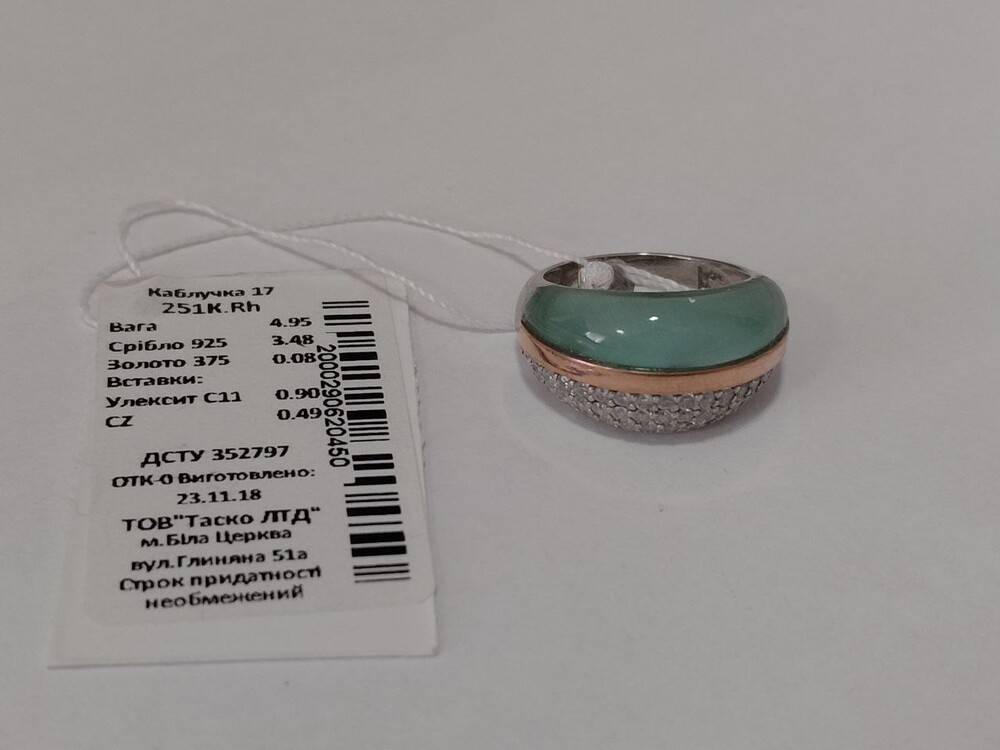 Каблучка 17
251K.Rh
Вага 4.95
Срібло 925 3.48
Золото 375 0.08
Вставки:
Улексит С11 0.90
CZ 0.49
2000290620450
ДСТУ 352797
ОТК-0 Виготовлено:
23.11.18
ТОВ"Таско ЛТД"
м.Біла Церква
вул.Глиняна 51а
Строк придатності
необмежений